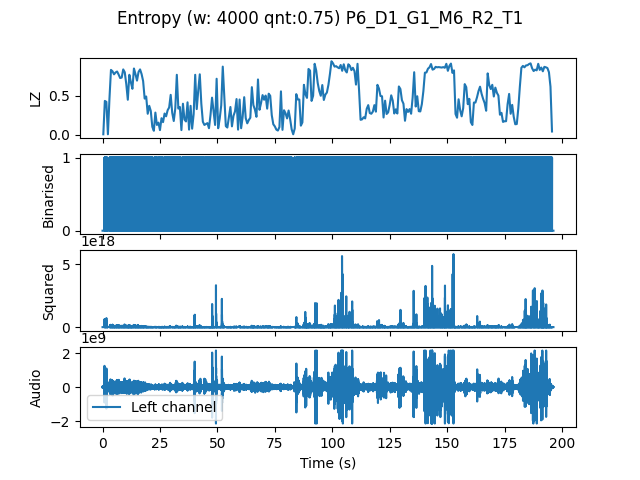 Entropy (w: 4000 qnt:0.75) P6_D1_G1_M6_R2_T1
LZ
0.5
0.0
Binarised
1
0
1e18
Squared
5
0
1e9
Audio
2
0
−2
Left channel
0 25 50 75 100 125 150 175 200
Time (s)